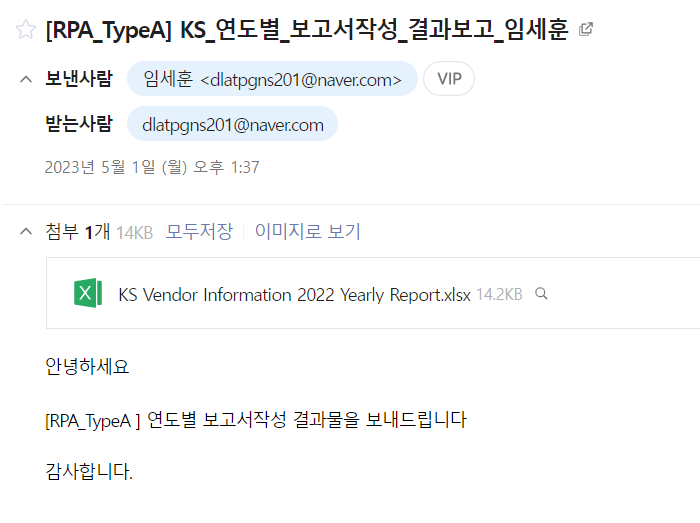 [RPA_TypeA] KS_연도별_보고서작성_결과보고_임세훈
보낸사람 임세훈 <dlatpgns201@naver.com> VIP
받는사람 dlatpgns201@naver.com
2023년 5월 1일 (월) 오후 1:37
첨부 1개 14KB 모두저장 이미지로 보기
KS Vendor Information 2022 Yearly Report.xlsx 14.2KB
안녕하세요
[RPA_TypeA ] 연도별 보고서작성 결과물을 보내드립니다
감사합니다.